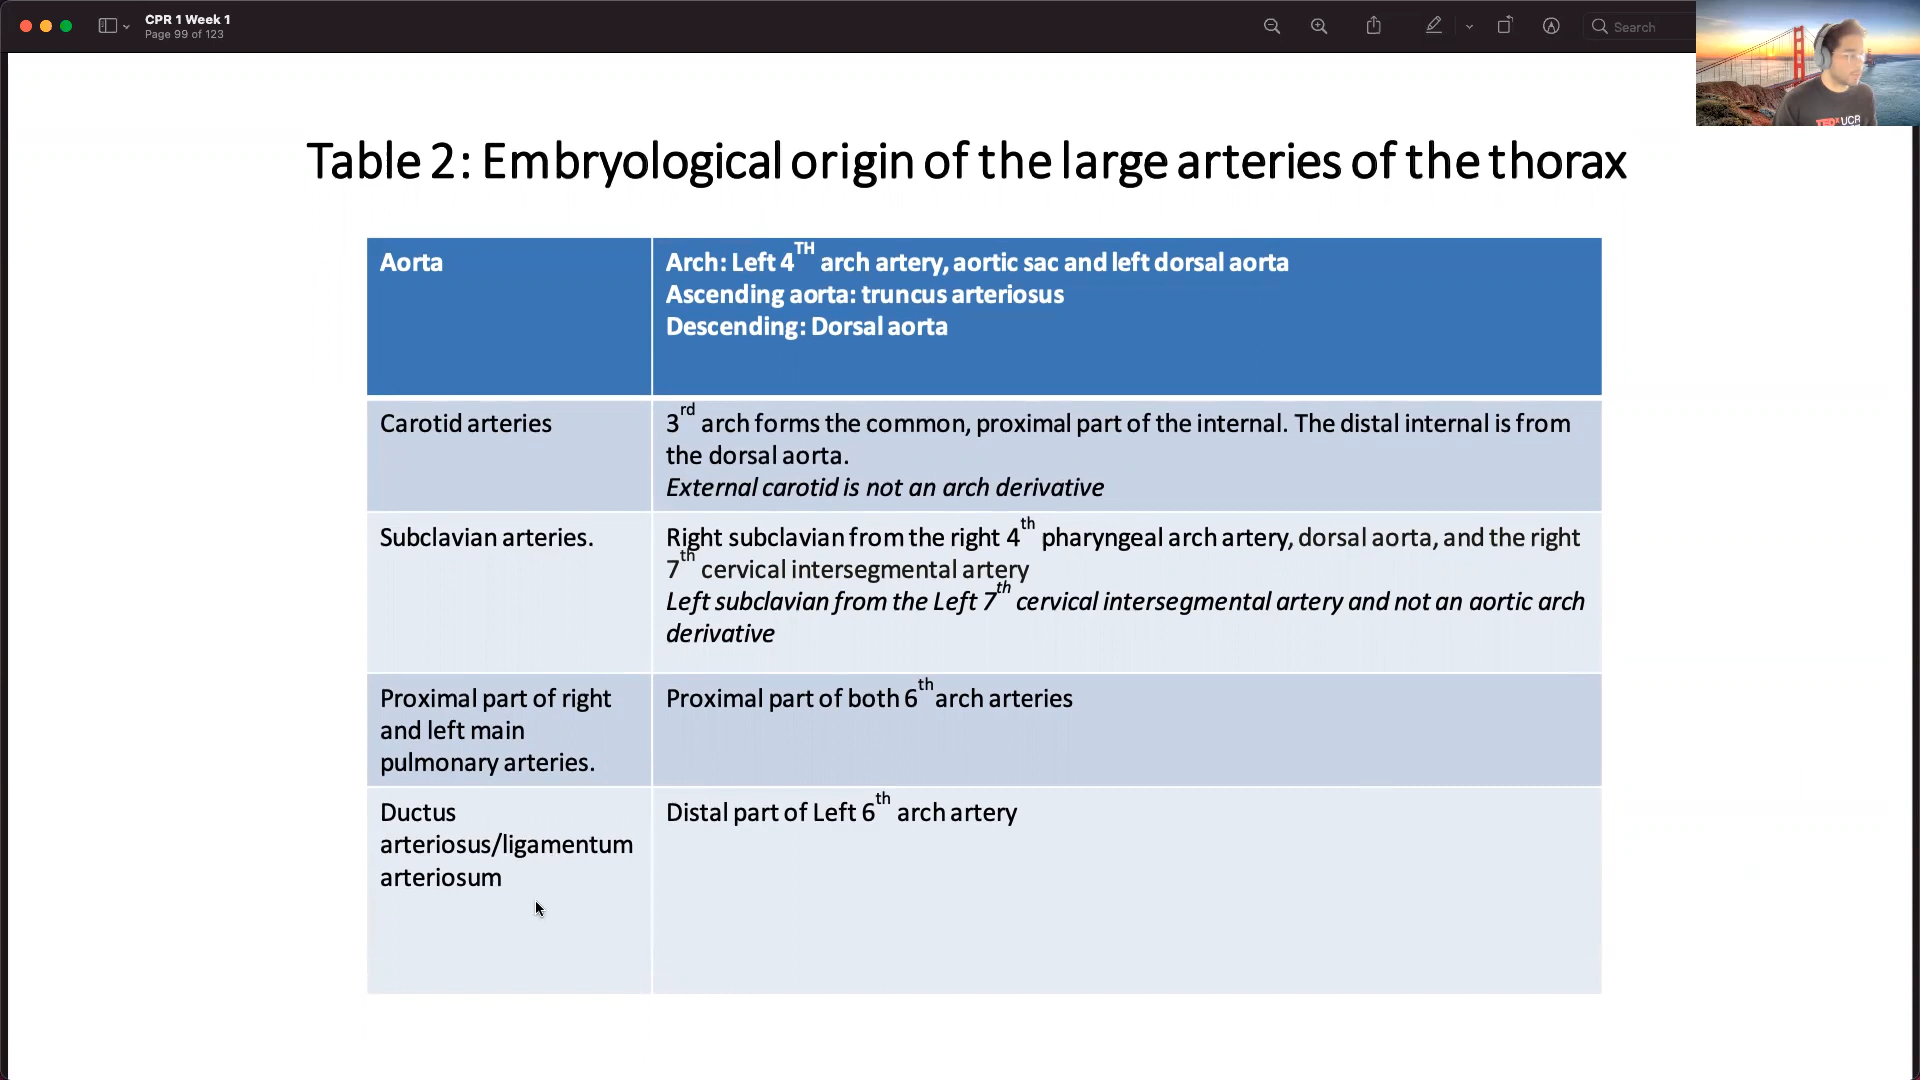 CPR 1 Week 1
Page 99 of 123
Search
TEDx UCR
Table 2: Embryological origin of the large arteries of the thorax
Aorta
Arch: Left 4TH arch artery, aortic sac and left dorsal aorta
Ascending aorta: truncus arteriosus
Descending: Dorsal aorta
Carotid arteries
3rd arch forms the common, proximal part of the internal. The distal internal is from
the dorsal aorta.
External carotid is not an arch derivative
Subclavian arteries.
Right subclavian from the right 4th pharyngeal arch artery, dorsal aorta, and the right
7th cervical intersegmental artery
Left subclavian from the Left 7th cervical intersegmental artery and not an aortic arch
derivative
Proximal part of right
and left main
pulmonary arteries.
Proximal part of both 6th arch arteries
Ductus
arteriosus/ligamentum
arteriosum
Distal part of Left 6th arch artery